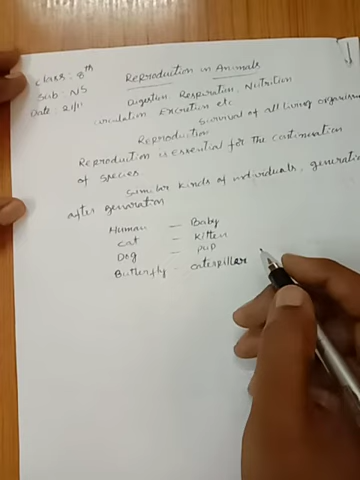 Class: 8th
Sub: NS
Date: 21/11
Reproduction in Animals
Digestion Respiration, Nutrition
Circulation Excretion etc
Survival of all living organism
Reproduction
Reproduction is essential for the continuation
of species.
Similar kinds of individuals, generation
after generation
Human — Baby
Cat — kitten
Dog — pup
Butterfly - caterpillar